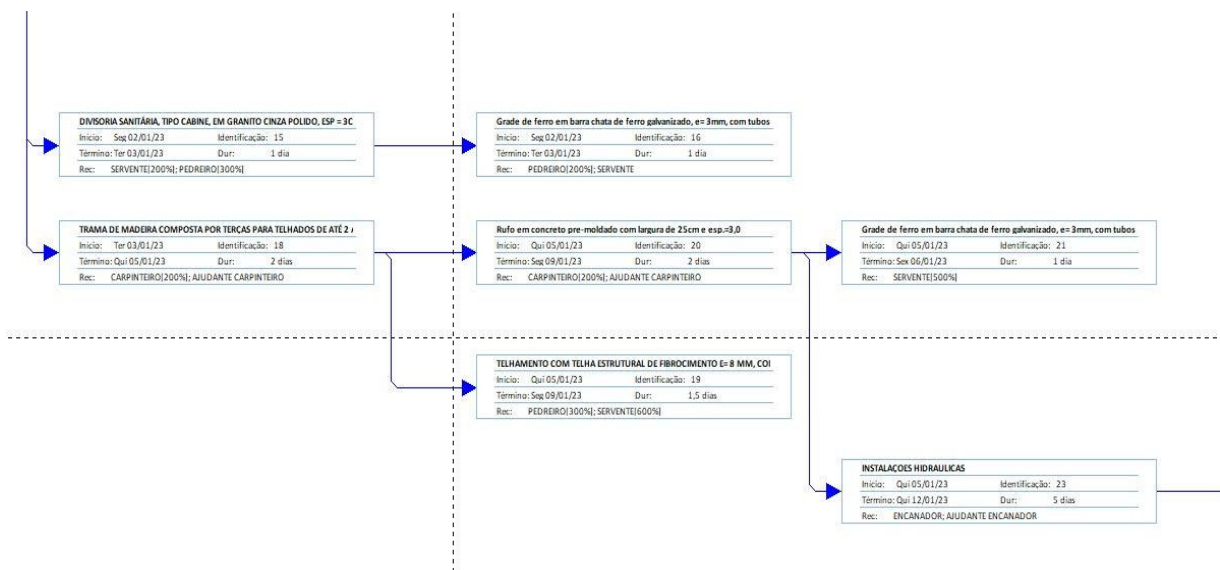 DIVISORIA SANITÁRIA, TIPO CABINE, EM GRANITO CINZA POLIDO, ESP = 3C
Início: Seg 02/01/23 Identificação: 15
Término: Ter 03/01/23 Dur: 1 dia
Rec: SERVENTE[200%]; PEDREIRO[300%]
Grade de ferro em barra chata de ferro galvanizado, e= 3mm, com tubos
Início: Seg 02/01/23 Identificação: 16
Término: Ter 03/01/23 Dur: 1 dia
Rec: PEDREIRO[200%]; SERVENTE
TRAMA DE MADEIRA COMPOSTA POR TERÇAS PARA TELHADOS DE ATÉ 2
Início: Ter 03/01/23 Identificação: 18
Término: Qui 05/01/23 Dur: 2 dias
Rec: CARPINTEIRO[200%]; AJUDANTE CARPINTEIRO
Rufo em concreto pre-moldado com largura de 25cm e esp.=3,0
Início: Qui 05/01/23 Identificação: 20
Término: Seg 09/01/23 Dur: 2 dias
Rec: CARPINTEIRO[200%]; AJUDANTE CARPINTEIRO
Grade de ferro em barra chata de ferro galvanizado, e= 3mm, com tubos
Início: Qui 05/01/23 Identificação: 21
Término: Sex 06/01/23 Dur: 1 dia
Rec: SERVENTE[500%]
TELHAMENTO COM TELHA ESTRUTURAL DE FIBROCIMENTO E= 8 MM, COI
Início: Qui 05/01/23 Identificação: 19
Término: Seg 09/01/23 Dur: 1,5 dias
Rec: PEDREIRO[300%]; SERVENTE[600%]
INSTALAÇOES HIDRAULICAS
Início: Qui 05/01/23 Identificação: 23
Término: Qui 12/01/23 Dur: 5 dias
Rec: ENCANADOR; AJUDANTE ENCANADOR